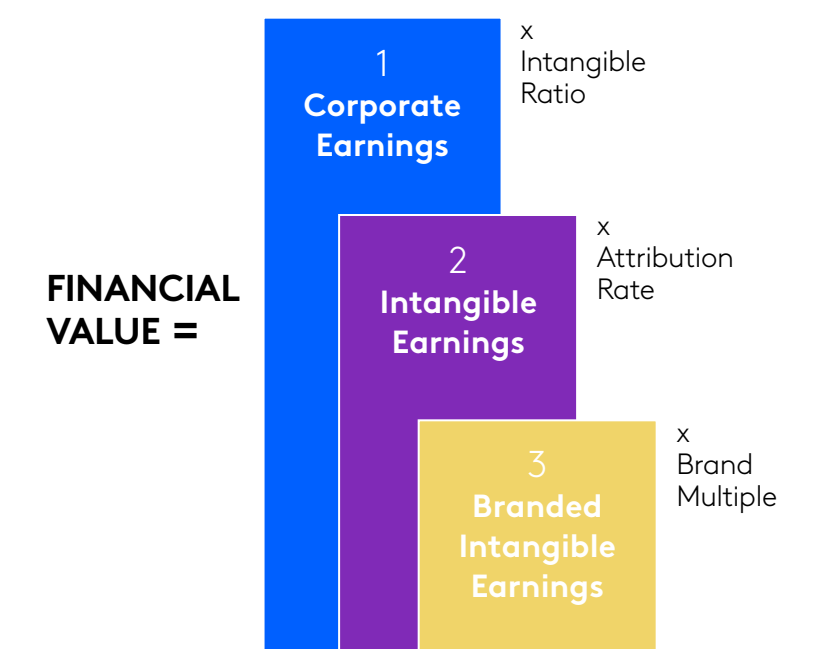 1
Corporate
Earnings
x
Intangible
Ratio
FINANCIAL
VALUE =
2
Intangible
Earnings
x
Attribution
Rate
3
Branded
Intangible
Earnings
x
Brand
Multiple